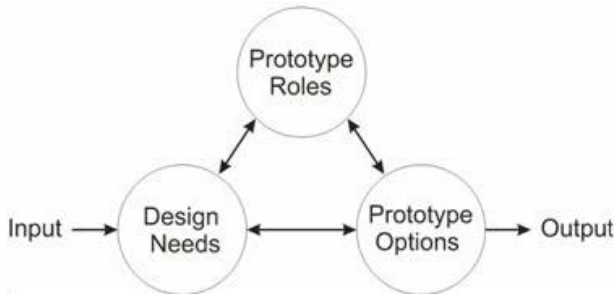 Prototype
Roles
Input
Design
Needs
Prototype
Options
Output